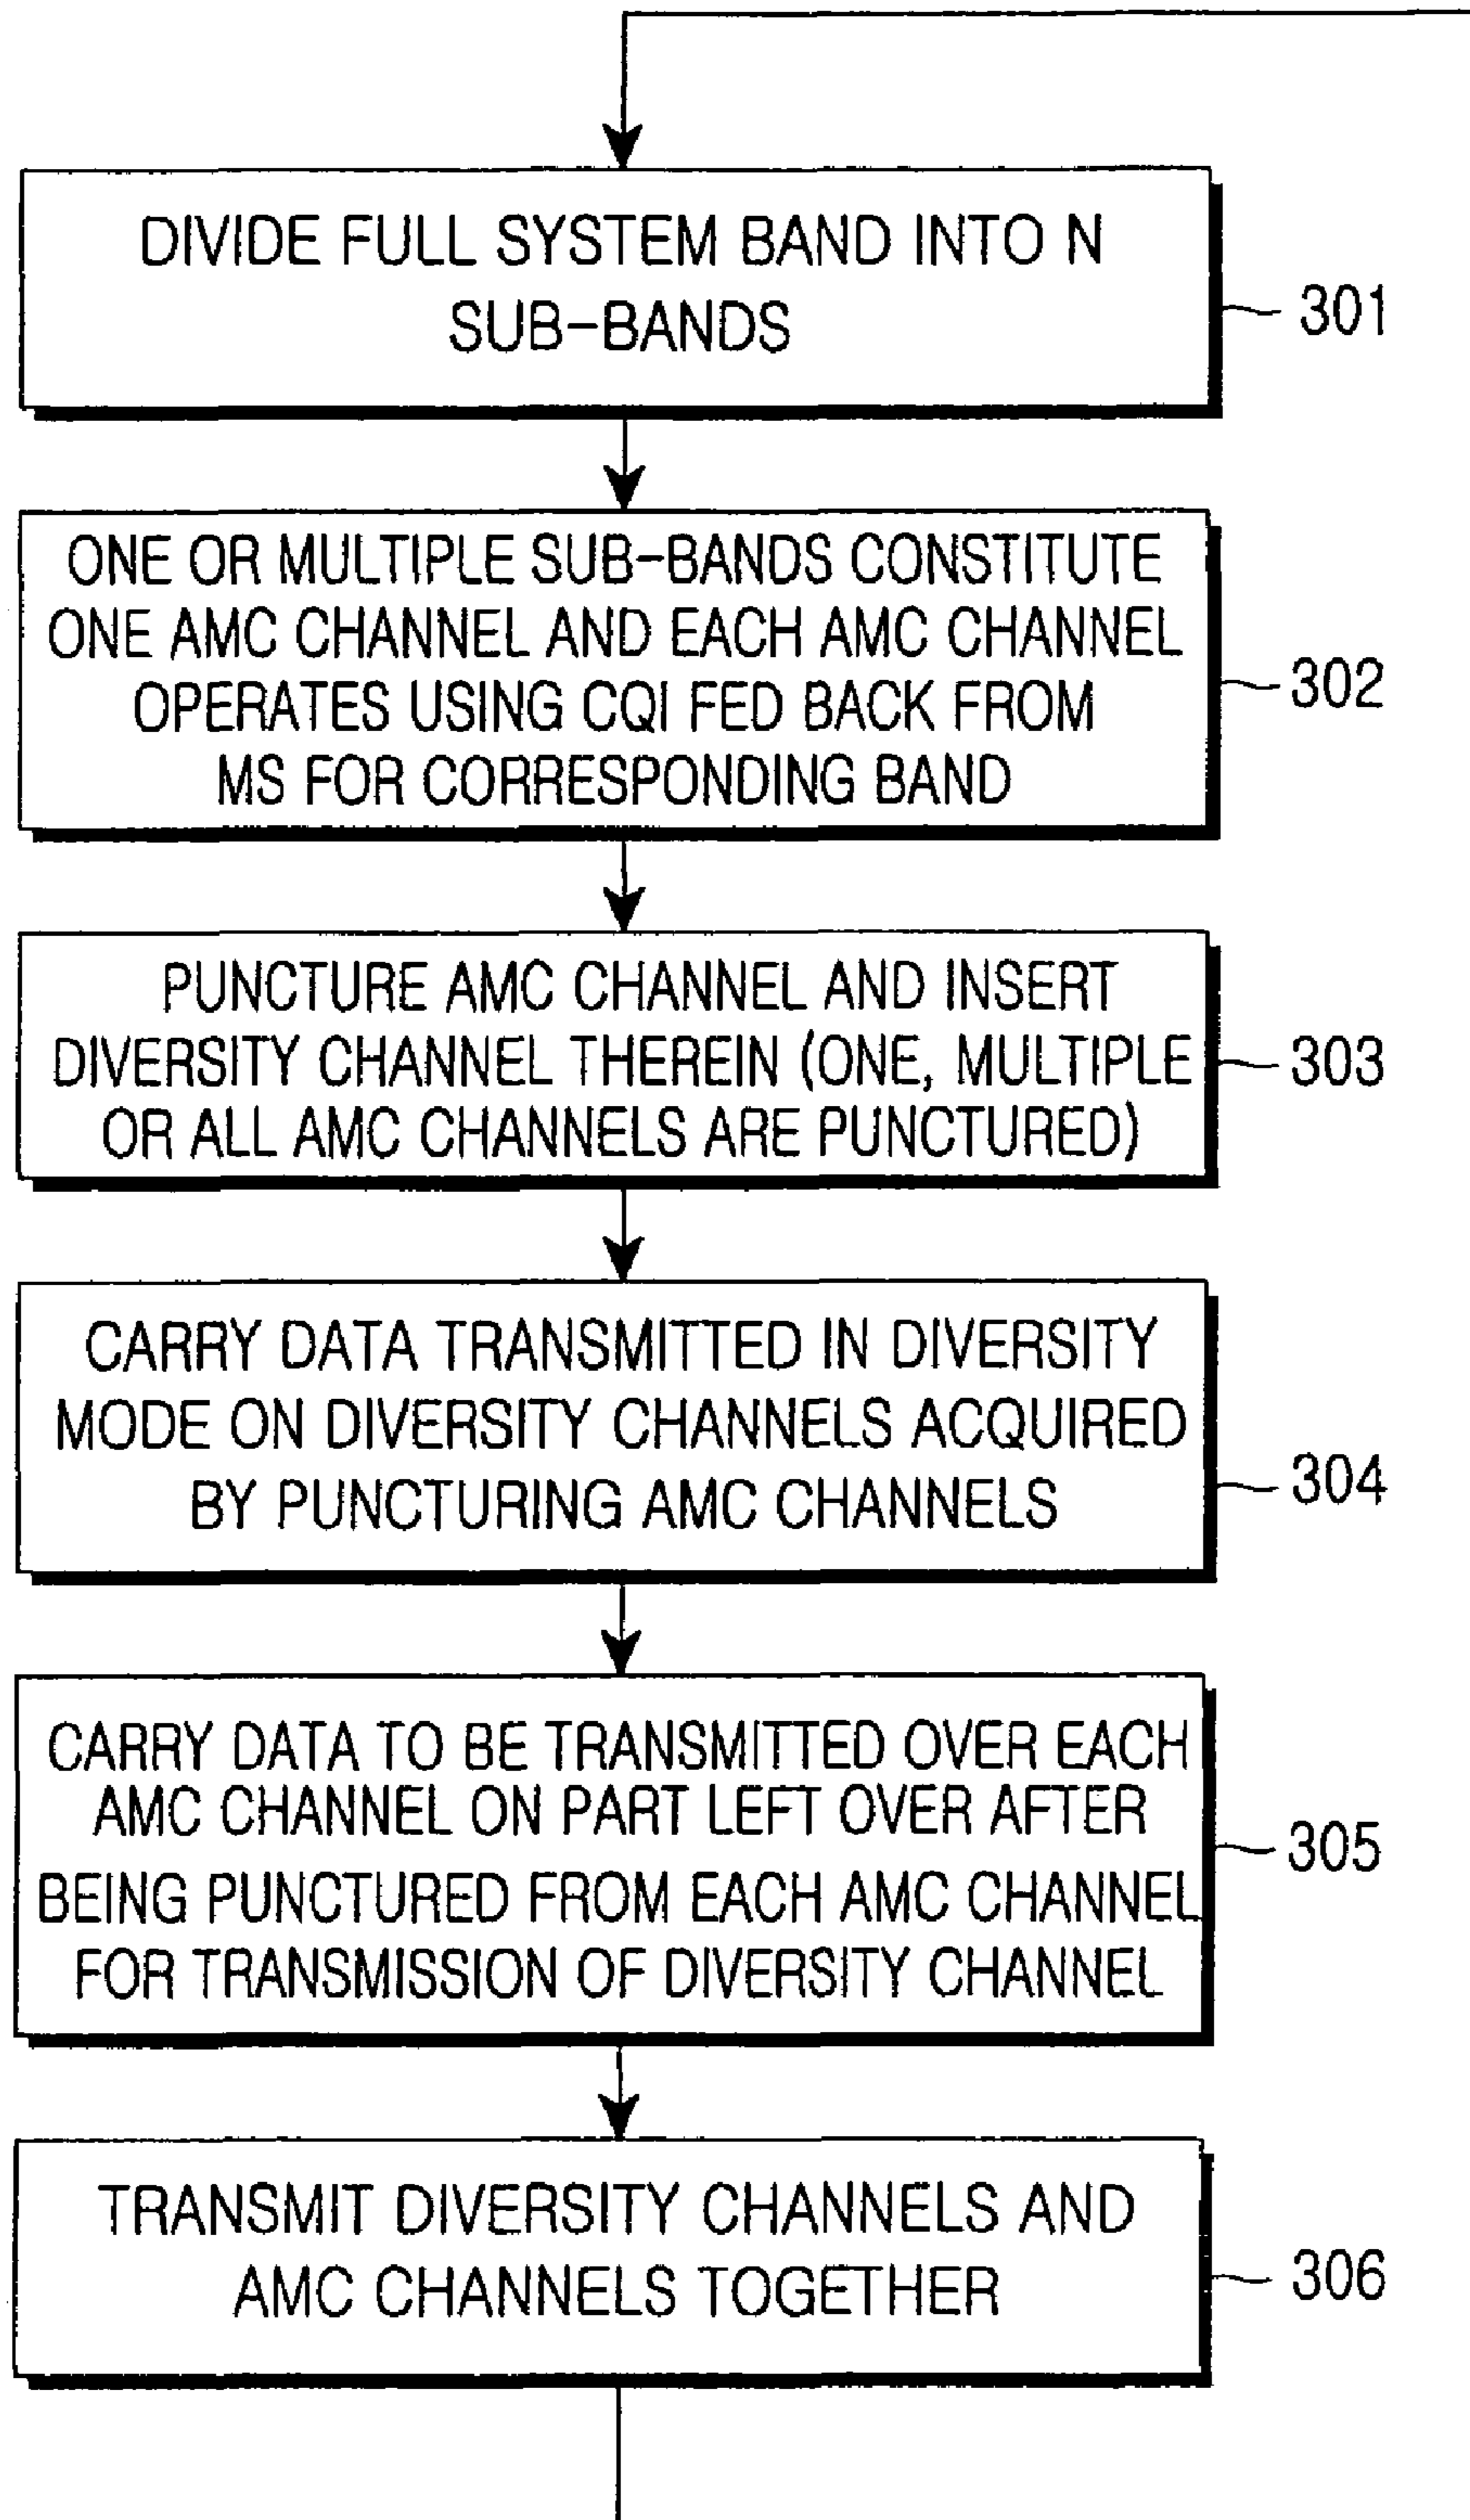 DIVIDE FULL SYSTEM BAND INTO N
SUB-BANDS
301
ONE OR MULTIPLE SUB-BANDS CONSTITUTE
ONE AMC CHANNEL AND EACH AMC CHANNEL
OPERATES USING CQI FED BACK FROM
MS FOR CORRESPONDING BAND
302
PUNCTURE AMC CHANNEL AND INSERT
DIVERSITY CHANNEL THEREIN (ONE, MULTIPLE
OR ALL AMC CHANNELS ARE PUNCTURED)
303
CARRY DATA TRANSMITTED IN DIVERSITY
MODE ON DIVERSITY CHANNELS ACQUIRED
BY PUNCTURING AMC CHANNELS
304
CARRY DATA TO BE TRANSMITTED OVER EACH
AMC CHANNEL ON PART LEFT OVER AFTER
BEING PUNCTURED FROM EACH AMC CHANNEL
FOR TRANSMISSION OF DIVERSITY CHANNEL
305
TRANSMIT DIVERSITY CHANNELS AND
AMC CHANNELS TOGETHER
306